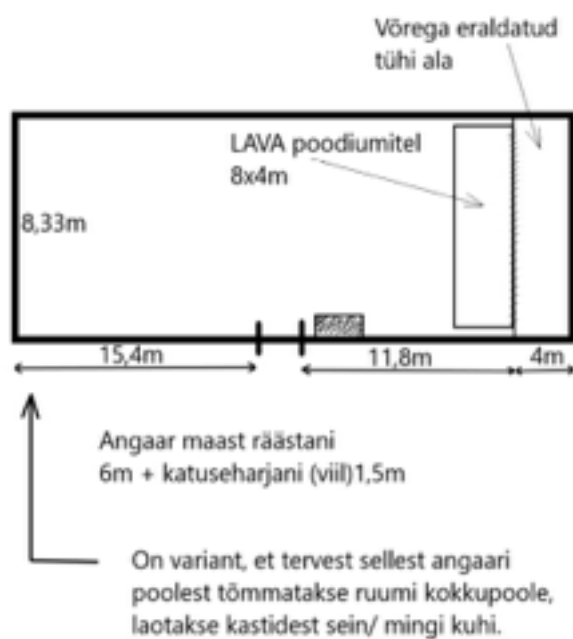 Võrega eraldatud
tühi ala
LAVA poodiumitel
8x4m
8,33m
15,4m
11,8m
4m
Angaar maast räästani
6m + katuseharjani (viil)1,5m
On variant, et tervest sellest angaari
poolest tõmmatakse ruumi kokkupoole,
laotakse kastidest sein/ mingi kuhi.